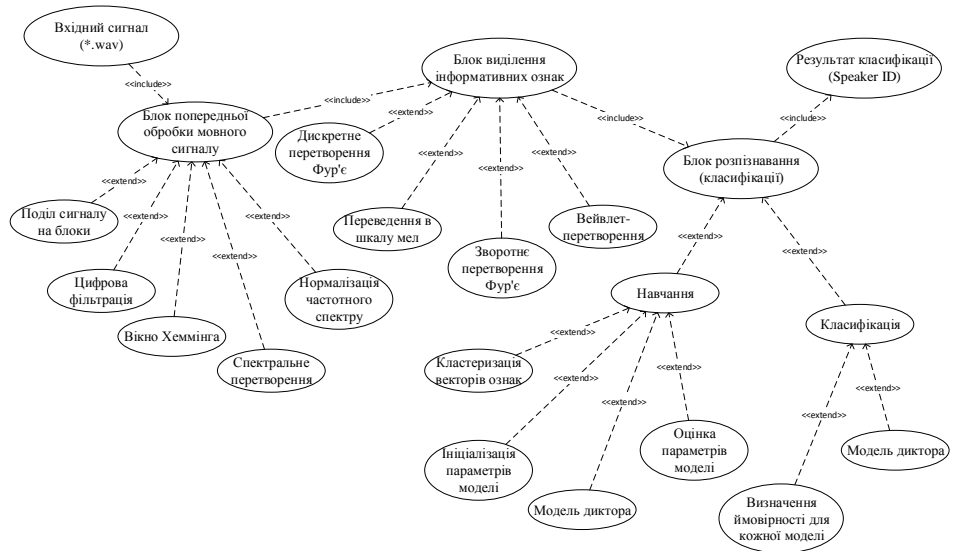 Вхідний сигнал
(*.wav)
<<include>>
Блок попередньої
обробки мовного
сигналу
<<include>>
Блок виділення
інформативних ознак
<<include>>
Результат класифікації
(Speaker ID)
<<include>>
Блок розпізнавання
(класифікації)
<<extend>>
Дискретне
перетворення
Фур'є
<<extend>>
Переведення в
шкалу мел
<<extend>>
Зворотнє
перетворення
Фур'є
<<extend>>
Вейвлет-
перетворення
<<extend>>
Поділ сигналу
на блоки
<<extend>>
Цифрова
фільтрація
<<extend>>
Вікно Хеммінга
<<extend>>
Спектральне
перетворення
<<extend>>
Нормалізація
частотного
спектру
<<extend>>
Навчання
<<extend>>
Класифікація
<<extend>>
Кластеризація
векторів ознак
<<extend>>
Ініціалізація
параметрів
моделі
<<extend>>
Модель диктора
<<extend>>
Оцінка
параметрів
моделі
<<extend>>
Визначення
ймовірності для
кожної моделі
<<extend>>
Модель диктора